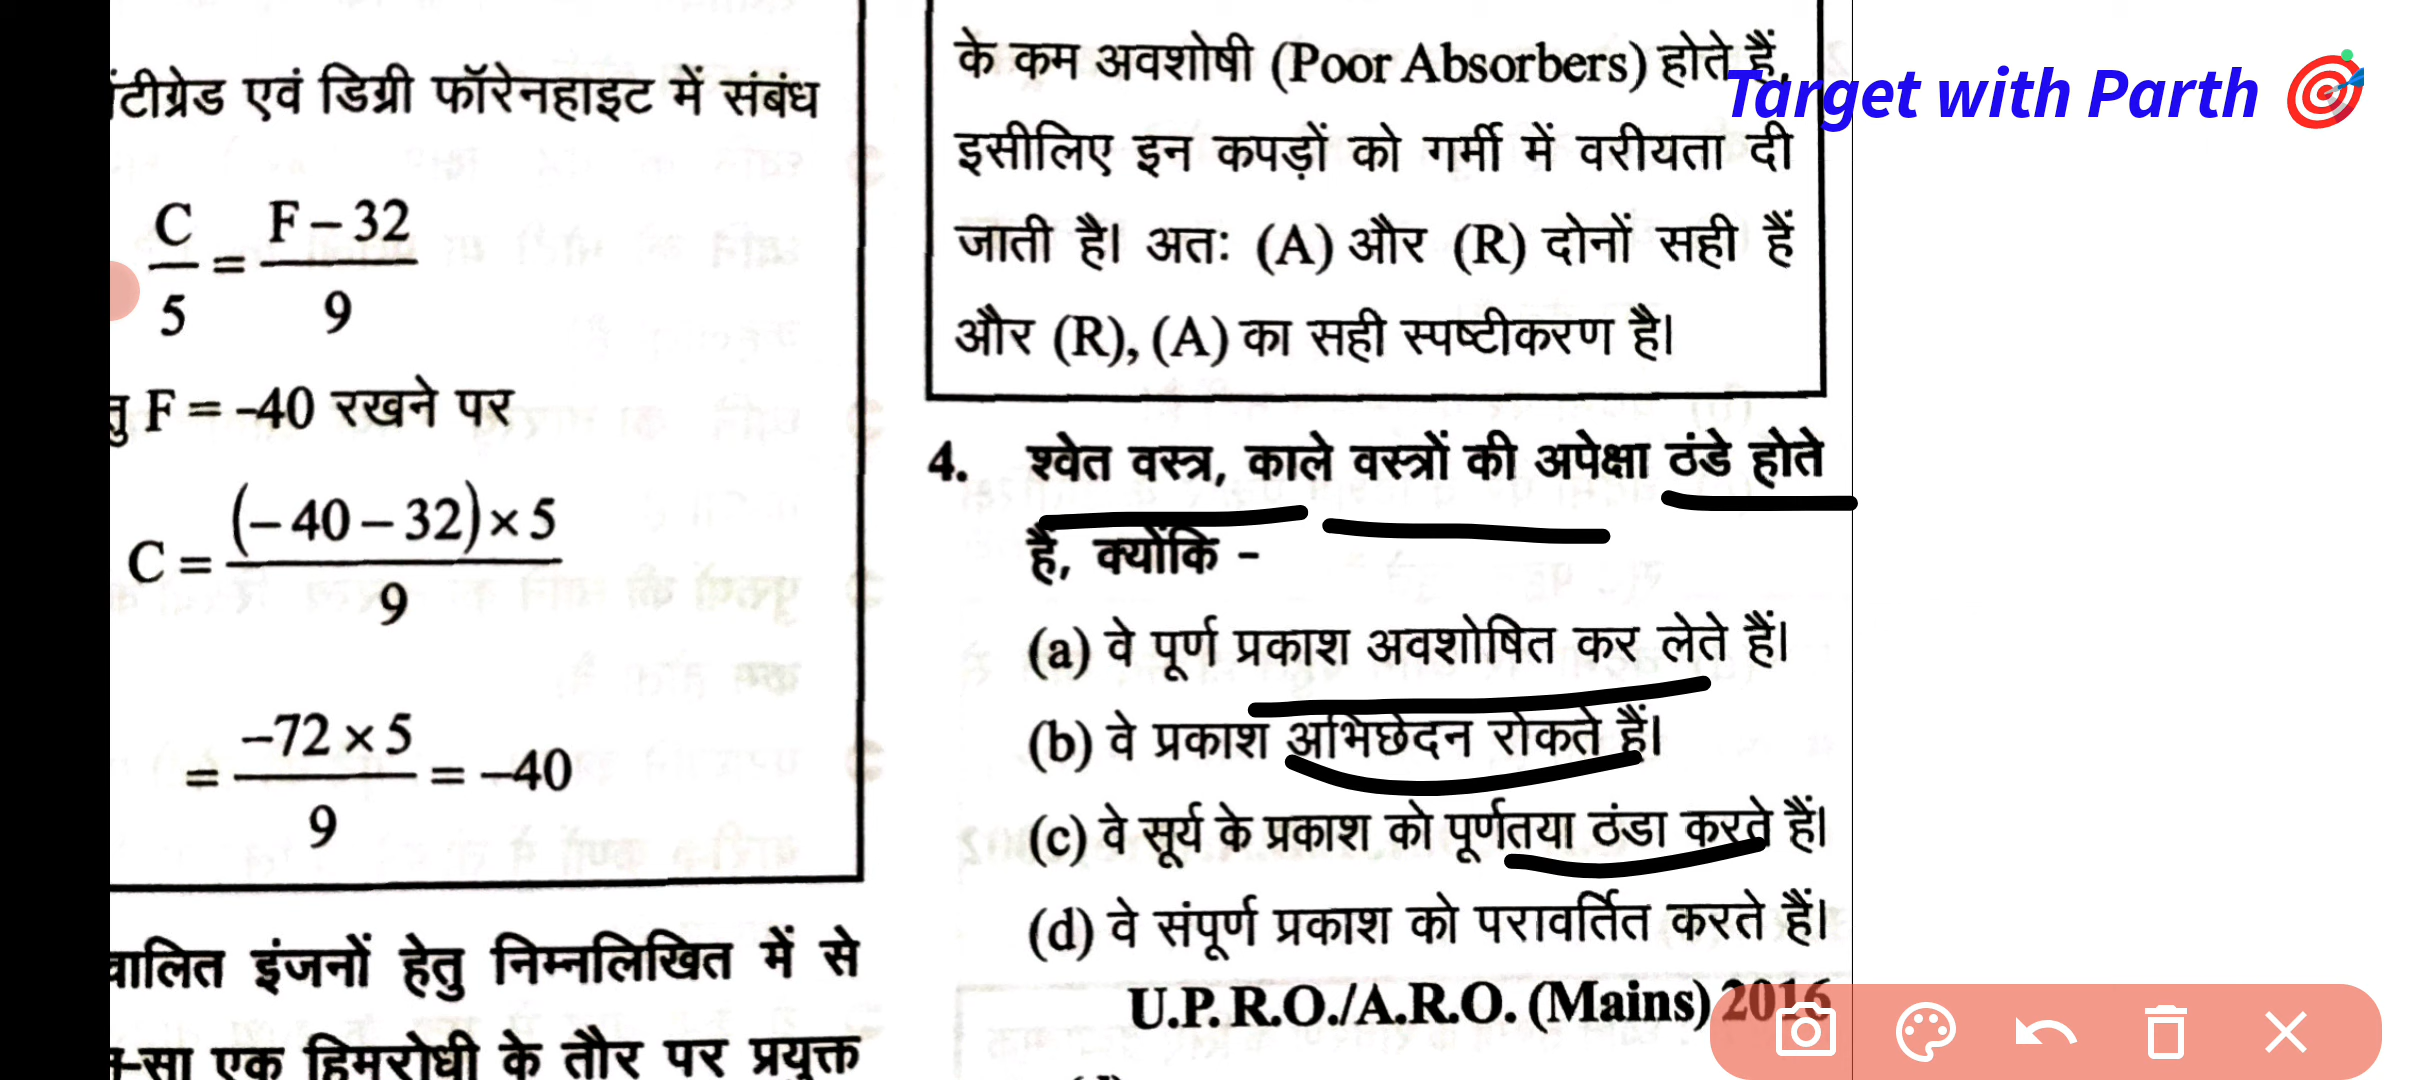 ंटीग्रेड एवं डिग्री फॉरेनहाइट में संबंध
C/5 = F – 32/9
तु F = -40 रखने पर
C = (– 40 – 32) × 5/9
= –72 × 5/9 = –40
वालित इंजनों हेतु निम्नलिखित में से
-सा एक हिमरोधी के तौर पर प्रयुक्त
के कम अवशोषी (Poor Absorbers) होते हैं,
इसीलिए इन कपड़ों को गर्मी में वरीयता दी
जाती है। अतः (A) और (R) दोनों सही हैं
और (R), (A) का सही स्पष्टीकरण है।
4. श्वेत वस्त्र, काले वस्त्रों की अपेक्षा ठंडे होते
हैं, क्योंकि –
(a) वे पूर्ण प्रकाश अवशोषित कर लेते हैं।
(b) वे प्रकाश अभिछेदन रोकते हैं।
(c) वे सूर्य के प्रकाश को पूर्णतया ठंडा करते हैं।
(d) वे संपूर्ण प्रकाश को परावर्तित करते हैं।
U.P.R.O./A.R.O. (Mains) 2016
Target with Parth